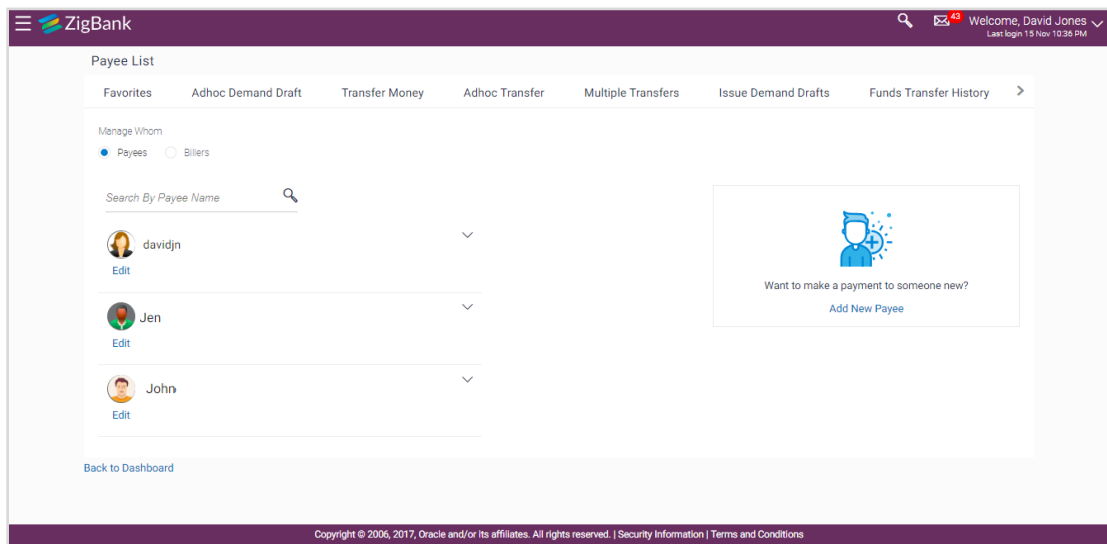 ZigBank
43
Welcome, David Jones
Last login 15 Nov 10:36 PM
Payee List
Favorites Adhoc Demand Draft Transfer Money Adhoc Transfer Multiple Transfers Issue Demand Drafts Funds Transfer History
Manage Whom
Payees Billers
Search By Payee Name
davidjn
Edit
Want to make a payment to someone new?
Add New Payee
Jen
Edit
John
Edit
Back to Dashboard
Copyright © 2006, 2017, Oracle and/or its affiliates. All rights reserved. | Security Information | Terms and Conditions